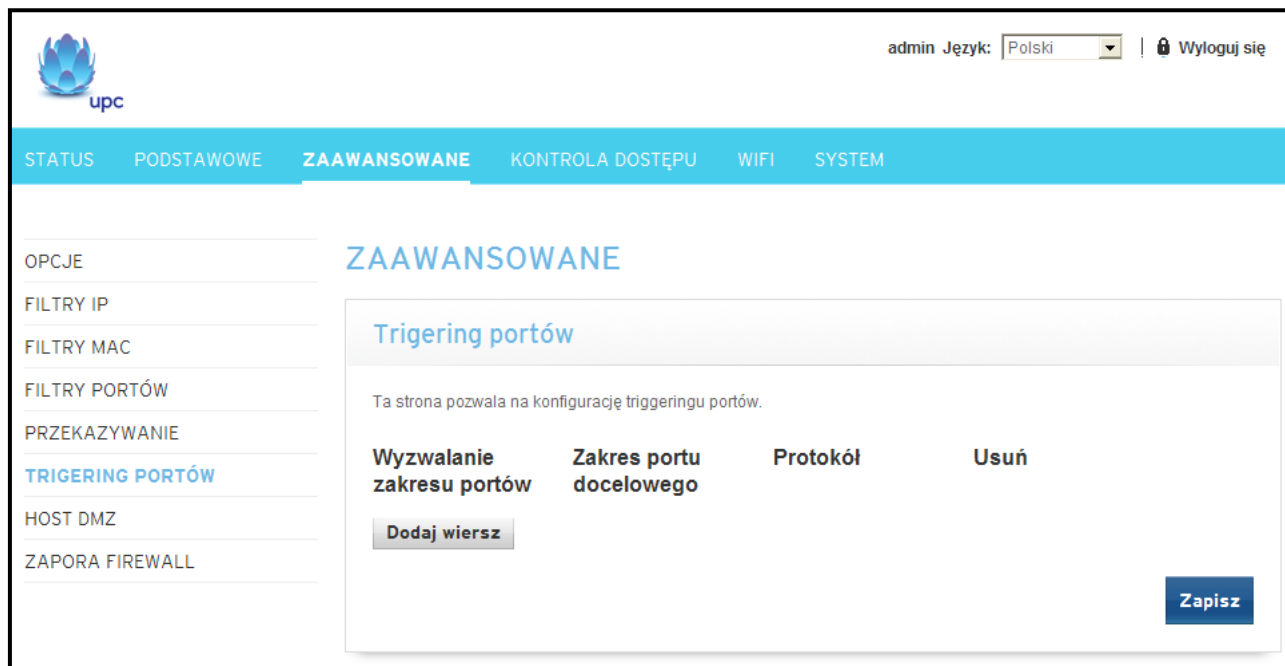 upc
admin Język: Polski | Wyloguj się
STATUS PODSTAWOWE ZAAWANSOWANE KONTROLA DOSTĘPU WIFI SYSTEM
OPCJE
FILTRY IP
FILTRY MAC
FILTRY PORTÓW
PRZEKAZYWANIE
TRIGERING PORTÓW
HOST DMZ
ZAPORA FIREWALL
ZAAWANSOWANE
Trigering portów
Ta strona pozwala na konfigurację triggeringu portów.
Wyzwalanie zakresu portów
Zakres portu docelowego
Protokół
Usuń
Dodaj wiersz
Zapisz